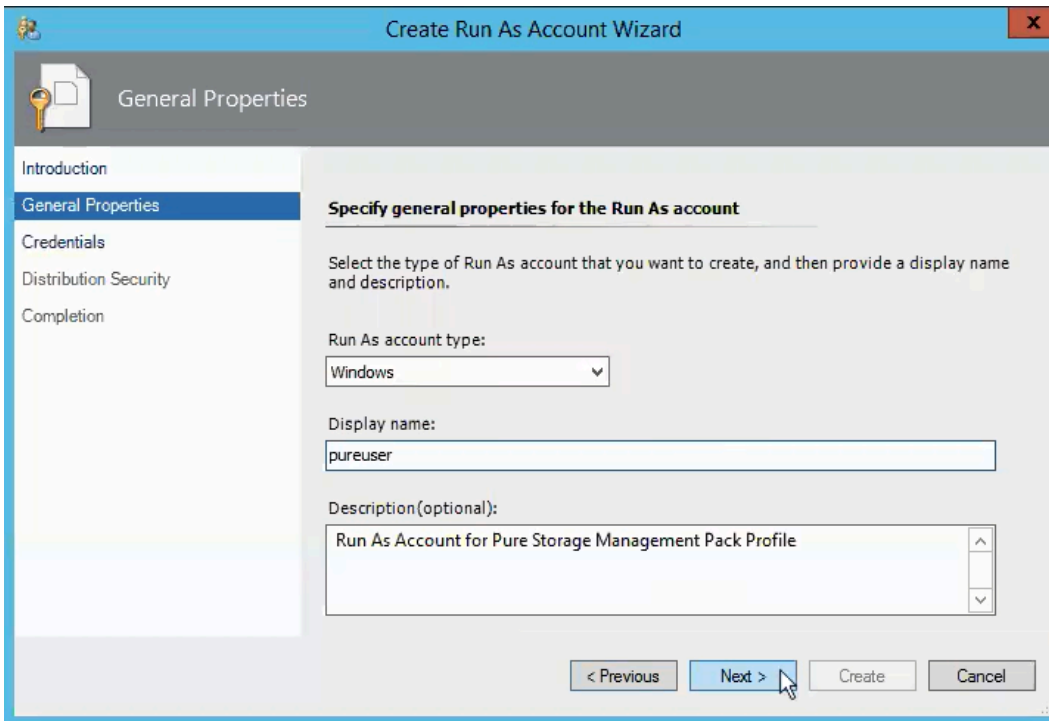 Create Run As Account Wizard
x
General Properties
Introduction
General Properties
Credentials
Distribution Security
Completion
Specify general properties for the Run As account
Select the type of Run As account that you want to create, and then provide a display name
and description.
Run As account type:
Windows
Display name:
pureuser
Description(optional):
Run As Account for Pure Storage Management Pack Profile
< Previous
Next >
Create
Cancel